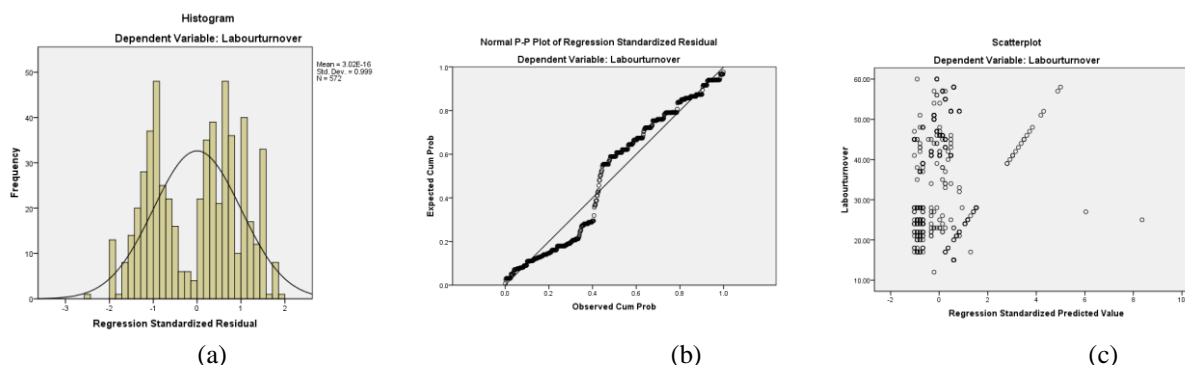 Histogram
Dependent Variable: Labourturnover
Mean = 3.02E-16
Std. Dev. = 0.999
N = 572
50
40
30
20
10
0
Frequency
-3
-2
-1
0
1
2
Regression Standardized Residual
(a)
Normal P-P Plot of Regression Standardized Residual
Dependent Variable: Labourturnover
1.0
0.8
0.6
0.4
0.2
0.0
Expected Cum Prob
0.0
0.2
0.4
0.6
0.8
1.0
Observed Cum Prob
(b)
Scatterplot
Dependent Variable: Labourturnover
60.00
50.00
40.00
30.00
20.00
10.00
Labourturnover
-2
0
2
4
6
8
10
Regression Standardized Predicted Value
(c)